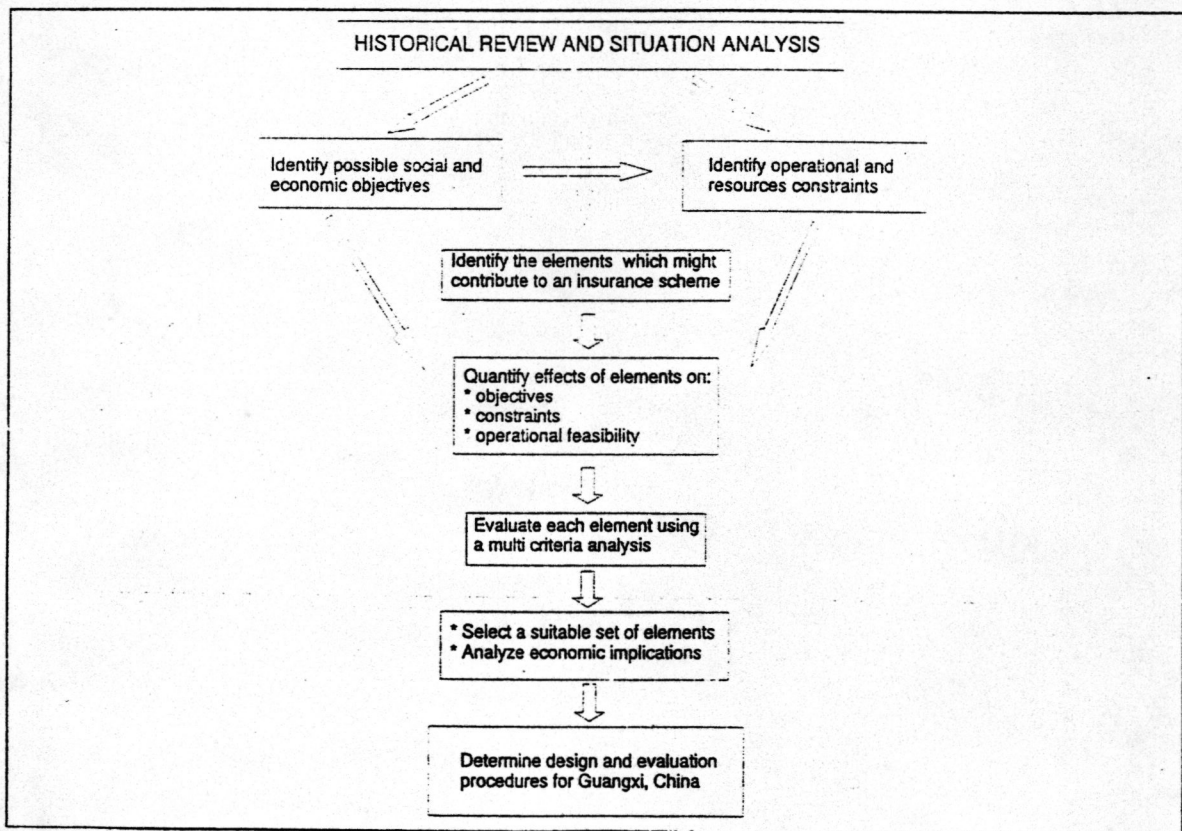 HISTORICAL REVIEW AND SITUATION ANALYSIS
Identify possible social and
economic objectives
Identify operational and
resources constraints
Identify the elements which might
contribute to an insurance scheme
Quantify effects of elements on:
* objectives
* constraints
* operational feasibility
Evaluate each element using
a multi criteria analysis
* Select a suitable set of elements
* Analyze economic implications
Determine design and evaluation
procedures for Guangxi, China